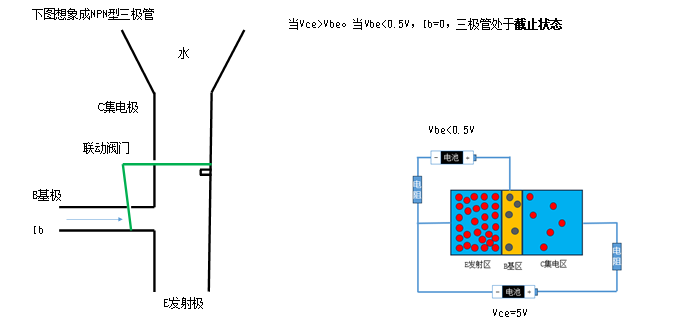 下图想象成NPN型三极管
当Vce>Vbe。当Vbe<0.5V，Ib=0，三极管处于截止状态
水
C集电极
联动阀门
B基极
Ib
E发射极
Vbe<0.5V
- 电池 +
电阻
电阻
E发射区
B基区
C集电区
- 电池 +
Vce=5V